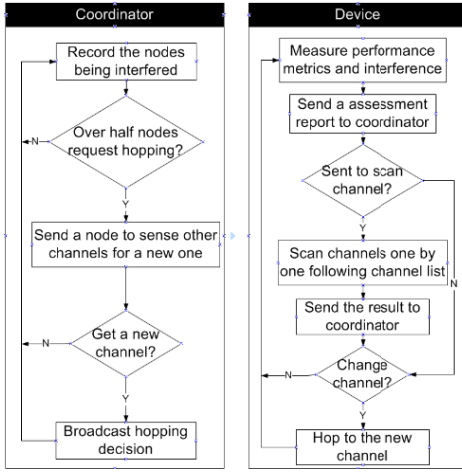 Coordinator
Record the nodes
being interfered
Over half nodes
request hopping?
N
Y
Send a node to sense other
channels for a new one
Get a new
channel?
N
Y
Broadcast hopping
decision
Device
Measure performance
metrics and interference
Send a assessment
report to coordinator
Sent to scan
channel?
Y
Scan channels one by
one following channel list
N
Send the result to
coordinator
Change
channel?
N
Y
Hop to the new
channel